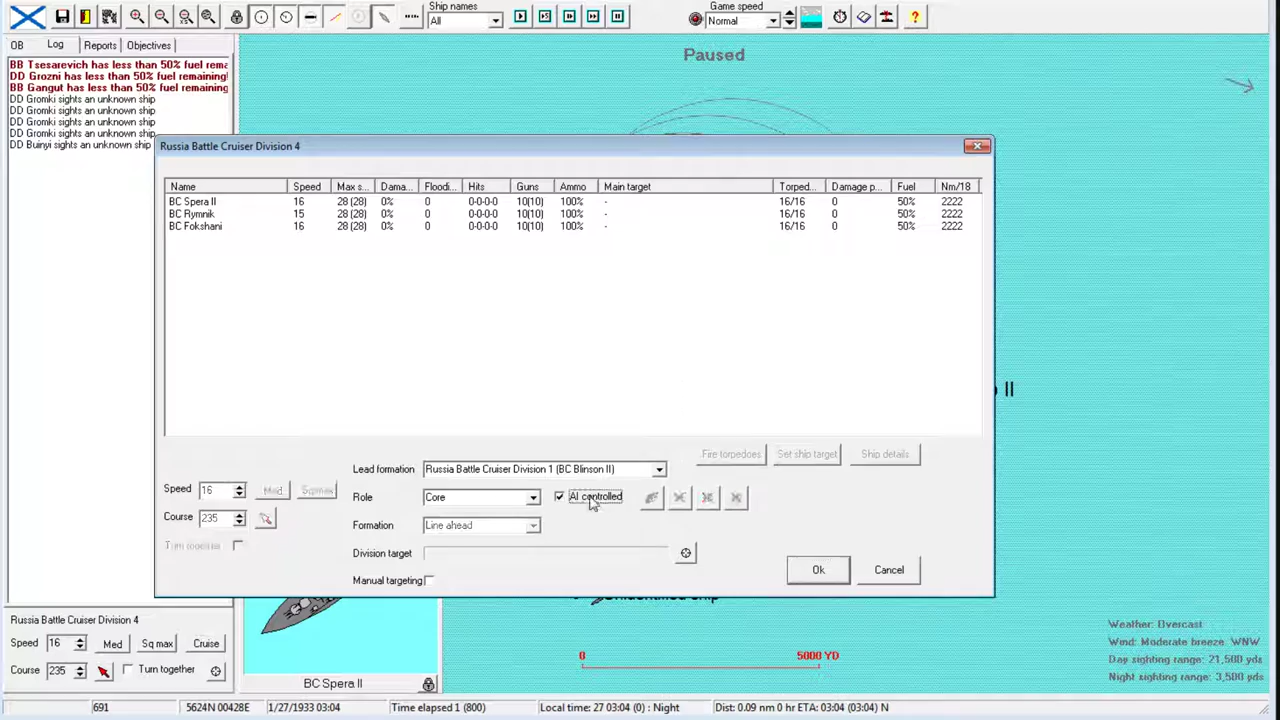 Ship names
All
Game speed
Normal
OB Log Reports Objectives
BB Tsesarevich has less than 50% fuel rema
DD Grozni has less than 50% fuel remaining!
BB Gangut has less than 50% fuel remaining
DD Gromki sights an unknown ship
DD Gromki sights an unknown ship
DD Gromki sights an unknown ship
DD Gromki sights an unknown ship
DD Buinyi sights an unknown ship
Paused
Russia Battle Cruiser Division 4
Name Speed Max s... Dama... Floodi... Hits Guns Ammo Main target Torped... Damage p... Fuel Nm/18
BC Spera II 16 28 (28) 0% 0 0-0-0-0 10(10) 100% - 16/16 0 50% 2222
BC Rymnik 15 28 (28) 0% 0 0-0-0-0 10(10) 100% - 16/16 0 50% 2222
BC Fokshani 16 28 (28) 0% 0 0-0-0-0 10(10) 100% - 16/16 0 50% 2222
II
Fire torpedoes Set ship target Ship details
Lead formation Russia Battle Cruiser Division 1 (BC Blinson II)
Speed 16 Med Sq max
Role Core AI controlled
Course 235
Formation Line ahead
Turn together
Division target
Manual targeting
Ok Cancel
Unidentified ship
Russia Battle Cruiser Division 4
Speed 16 Med Sq max Cruise
Course 235 Turn together
BC Spera II
0 5000 YD
Weather: Overcast
Wind: Moderate breeze, WNW
Day sighting range: 21,500 yds
Night sighting range: 3,500 yds
691 5624N 00428E 1/27/1933 03:04 Time elapsed 1 (800) Local time: 27 03:04 (0) : Night Dist: 0.09 nm 0 hr ETA: 03:04 (03:04) N